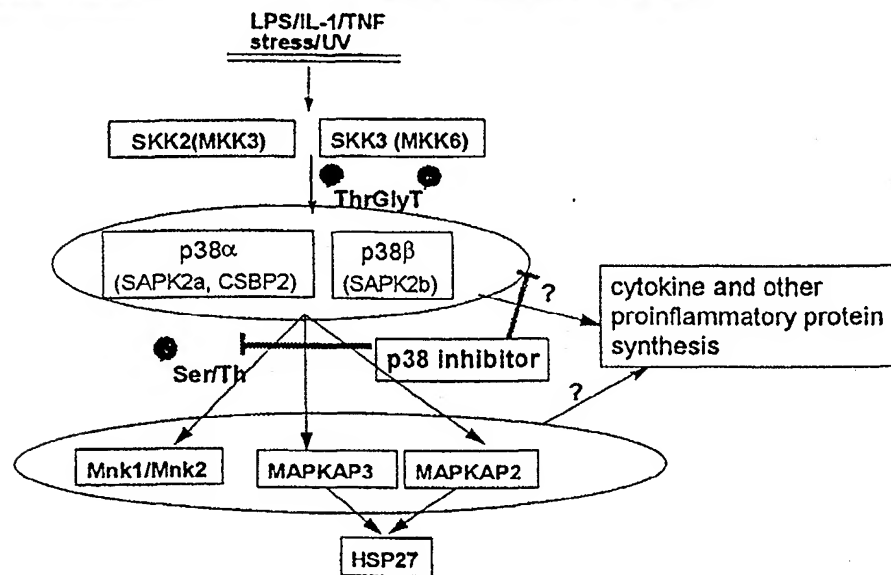 LPS/IL-1/TNF
stress/UV
SKK2(MKK3)
SKK3 (MKK6)
ThrGlyT
p38α
(SAPK2a, CSBP2)
p38β
(SAPK2b)
?
cytokine and other
proinflammatory protein
synthesis
p38 inhibitor
Ser/Th
?
Mnk1/Mnk2
MAPKAP3
MAPKAP2
HSP27